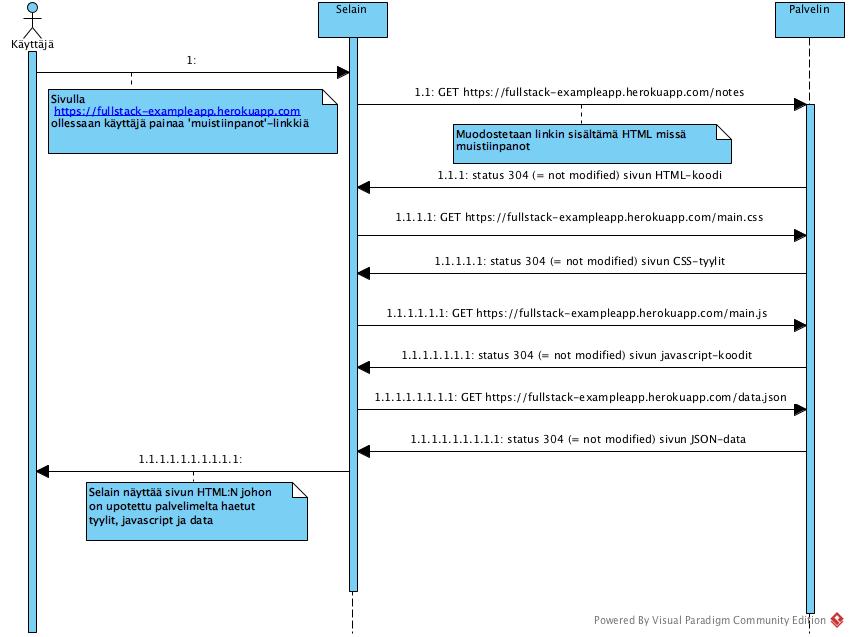 Selain
Palvelin
Käyttäjä
1:
Sivulla
https://fullstack-exampleapp.herokuapp.com
ollessaan käyttäjä painaa 'muistiinpanot'-linkkiä
1.1: GET https://fullstack-exampleapp.herokuapp.com/notes
Muodostetaan linkin sisältämä HTML missä
muistiinpanot
1.1.1: status 304 (= not modified) sivun HTML-koodi
1.1.1.1: GET https://fullstack-exampleapp.herokuapp.com/main.css
1.1.1.1.1: status 304 (= not modified) sivun CSS-tyylit
1.1.1.1.1.1: GET https://fullstack-exampleapp.herokuapp.com/main.js
1.1.1.1.1.1.1: status 304 (= not modified) sivun javascript-koodit
1.1.1.1.1.1.1.1: GET https://fullstack-exampleapp.herokuapp.com/data.json
1.1.1.1.1.1.1.1.1: status 304 (= not modified) sivun JSON-data
1.1.1.1.1.1.1.1.1.1:
Selain näyttää sivun HTML:N johon
on upotettu palvelimelta haetut
tyylit, javascript ja data
Powered By Visual Paradigm Community Edition